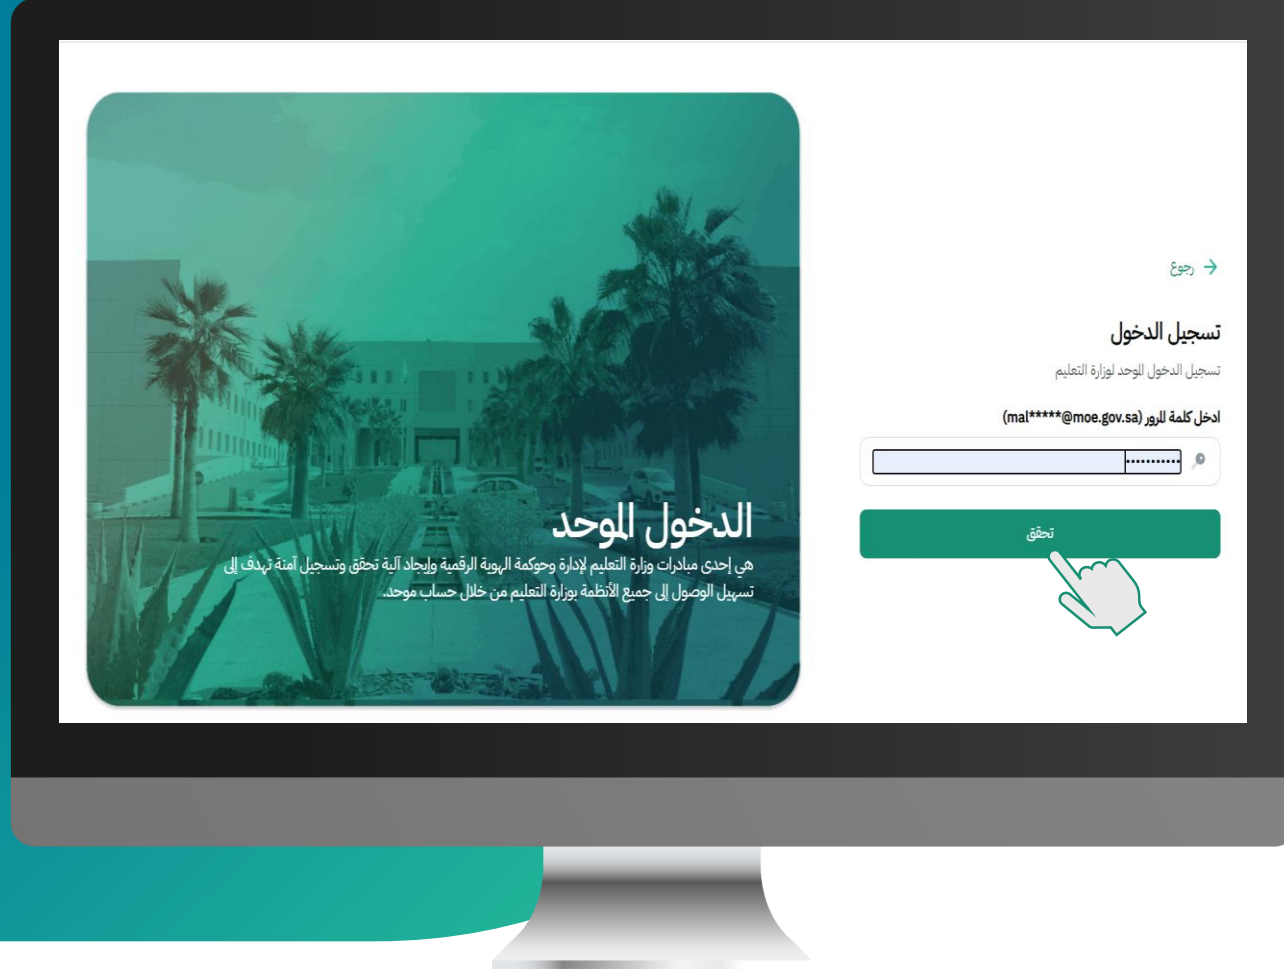 رجوع
تسجيل الدخول
تسجيل الدخول الموحد لوزارة التعليم
ادخل كلمة المرور (mal*****@moe.gov.sa)
تحقق
الدخول الموحد
هي إحدى مبادرات وزارة التعليم لإدارة وحوكمة الهوية الرقمية وإيجاد آلية تحقق وتسجيل آمنة تهدف إلى
تسهيل الوصول إلى جميع الأنظمة بوزارة التعليم من خلال حساب موحد.